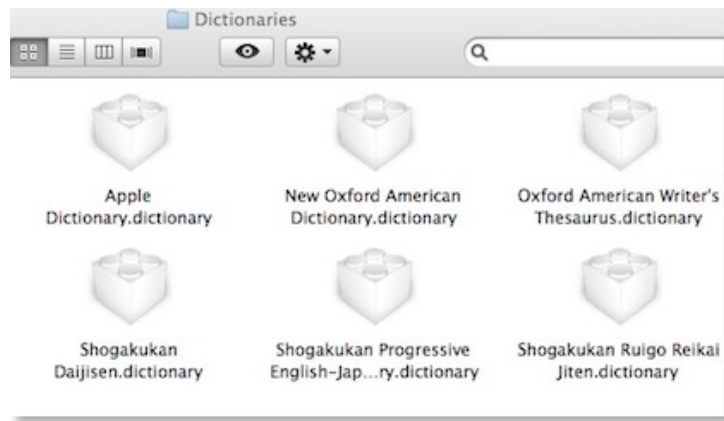 Dictionaries
Apple
Dictionary.dictionary
New Oxford American
Dictionary.dictionary
Oxford American Writer's
Thesaurus.dictionary
Shogakukan
Daijisen.dictionary
Shogakukan Progressive
English-Jap...ry.dictionary
Shogakukan Ruigo Reikai
Jiten.dictionary